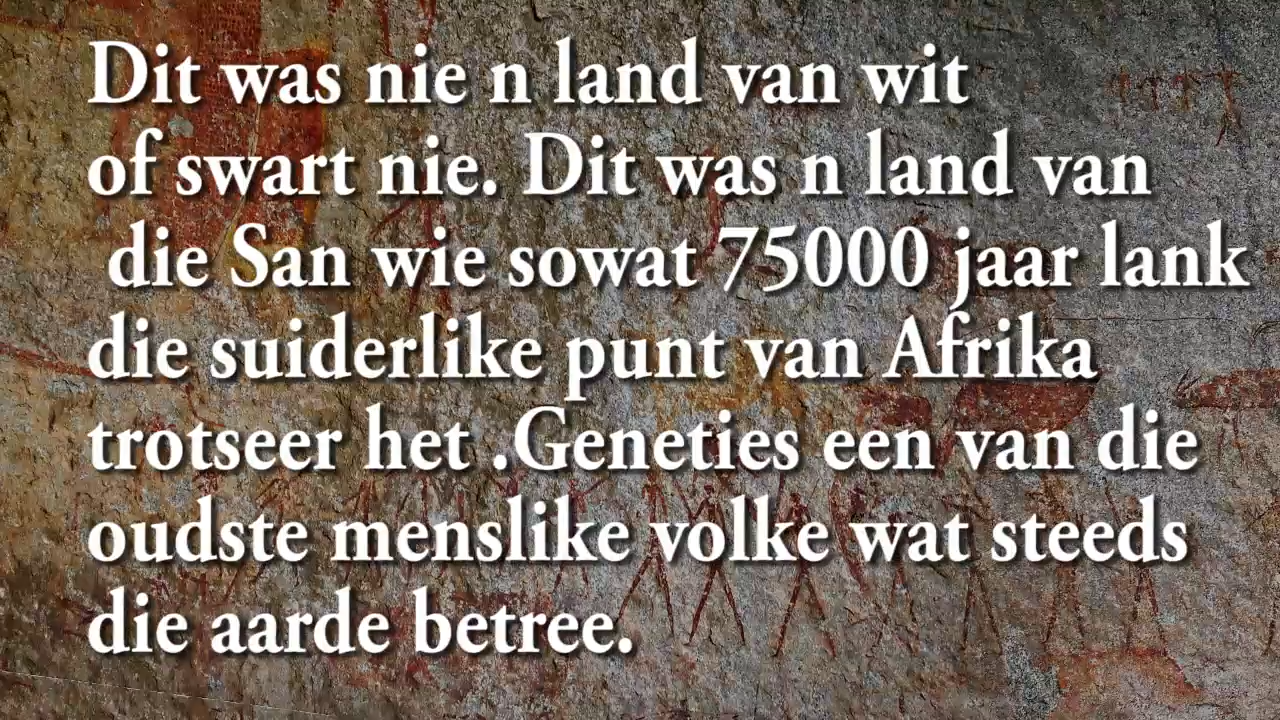 Dit was nie n land van wit
of swart nie. Dit was n land van
die San wie sowat 75000 jaar lank
die suiderlike punt van Afrika
trotseer het .Geneties een van die
oudste menslike volke wat steeds
die aarde betree.